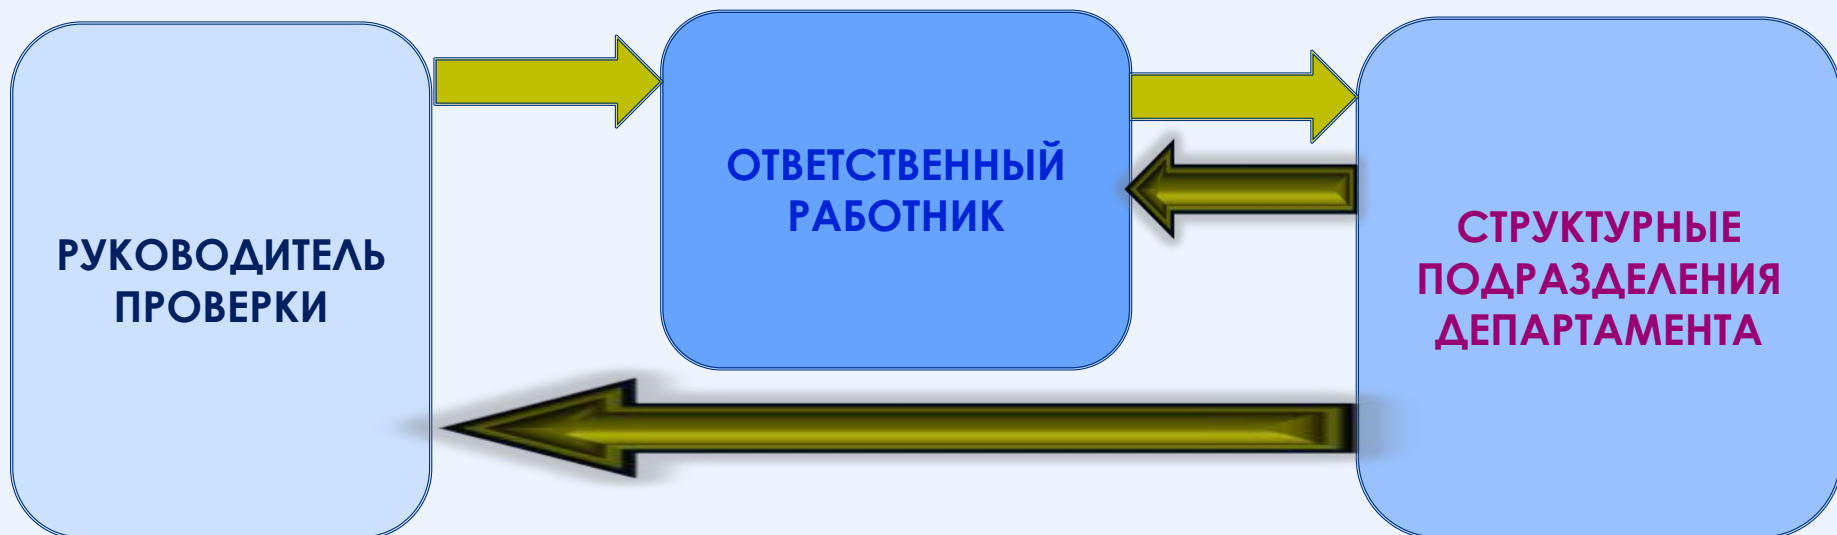 РУКОВОДИТЕЛЬ
ПРОВЕРКИ
ОТВЕТСТВЕННЫЙ
РАБОТНИК
СТРУКТУРНЫЕ
ПОДРАЗДЕЛЕНИЯ
ДЕПАРТАМЕНТА